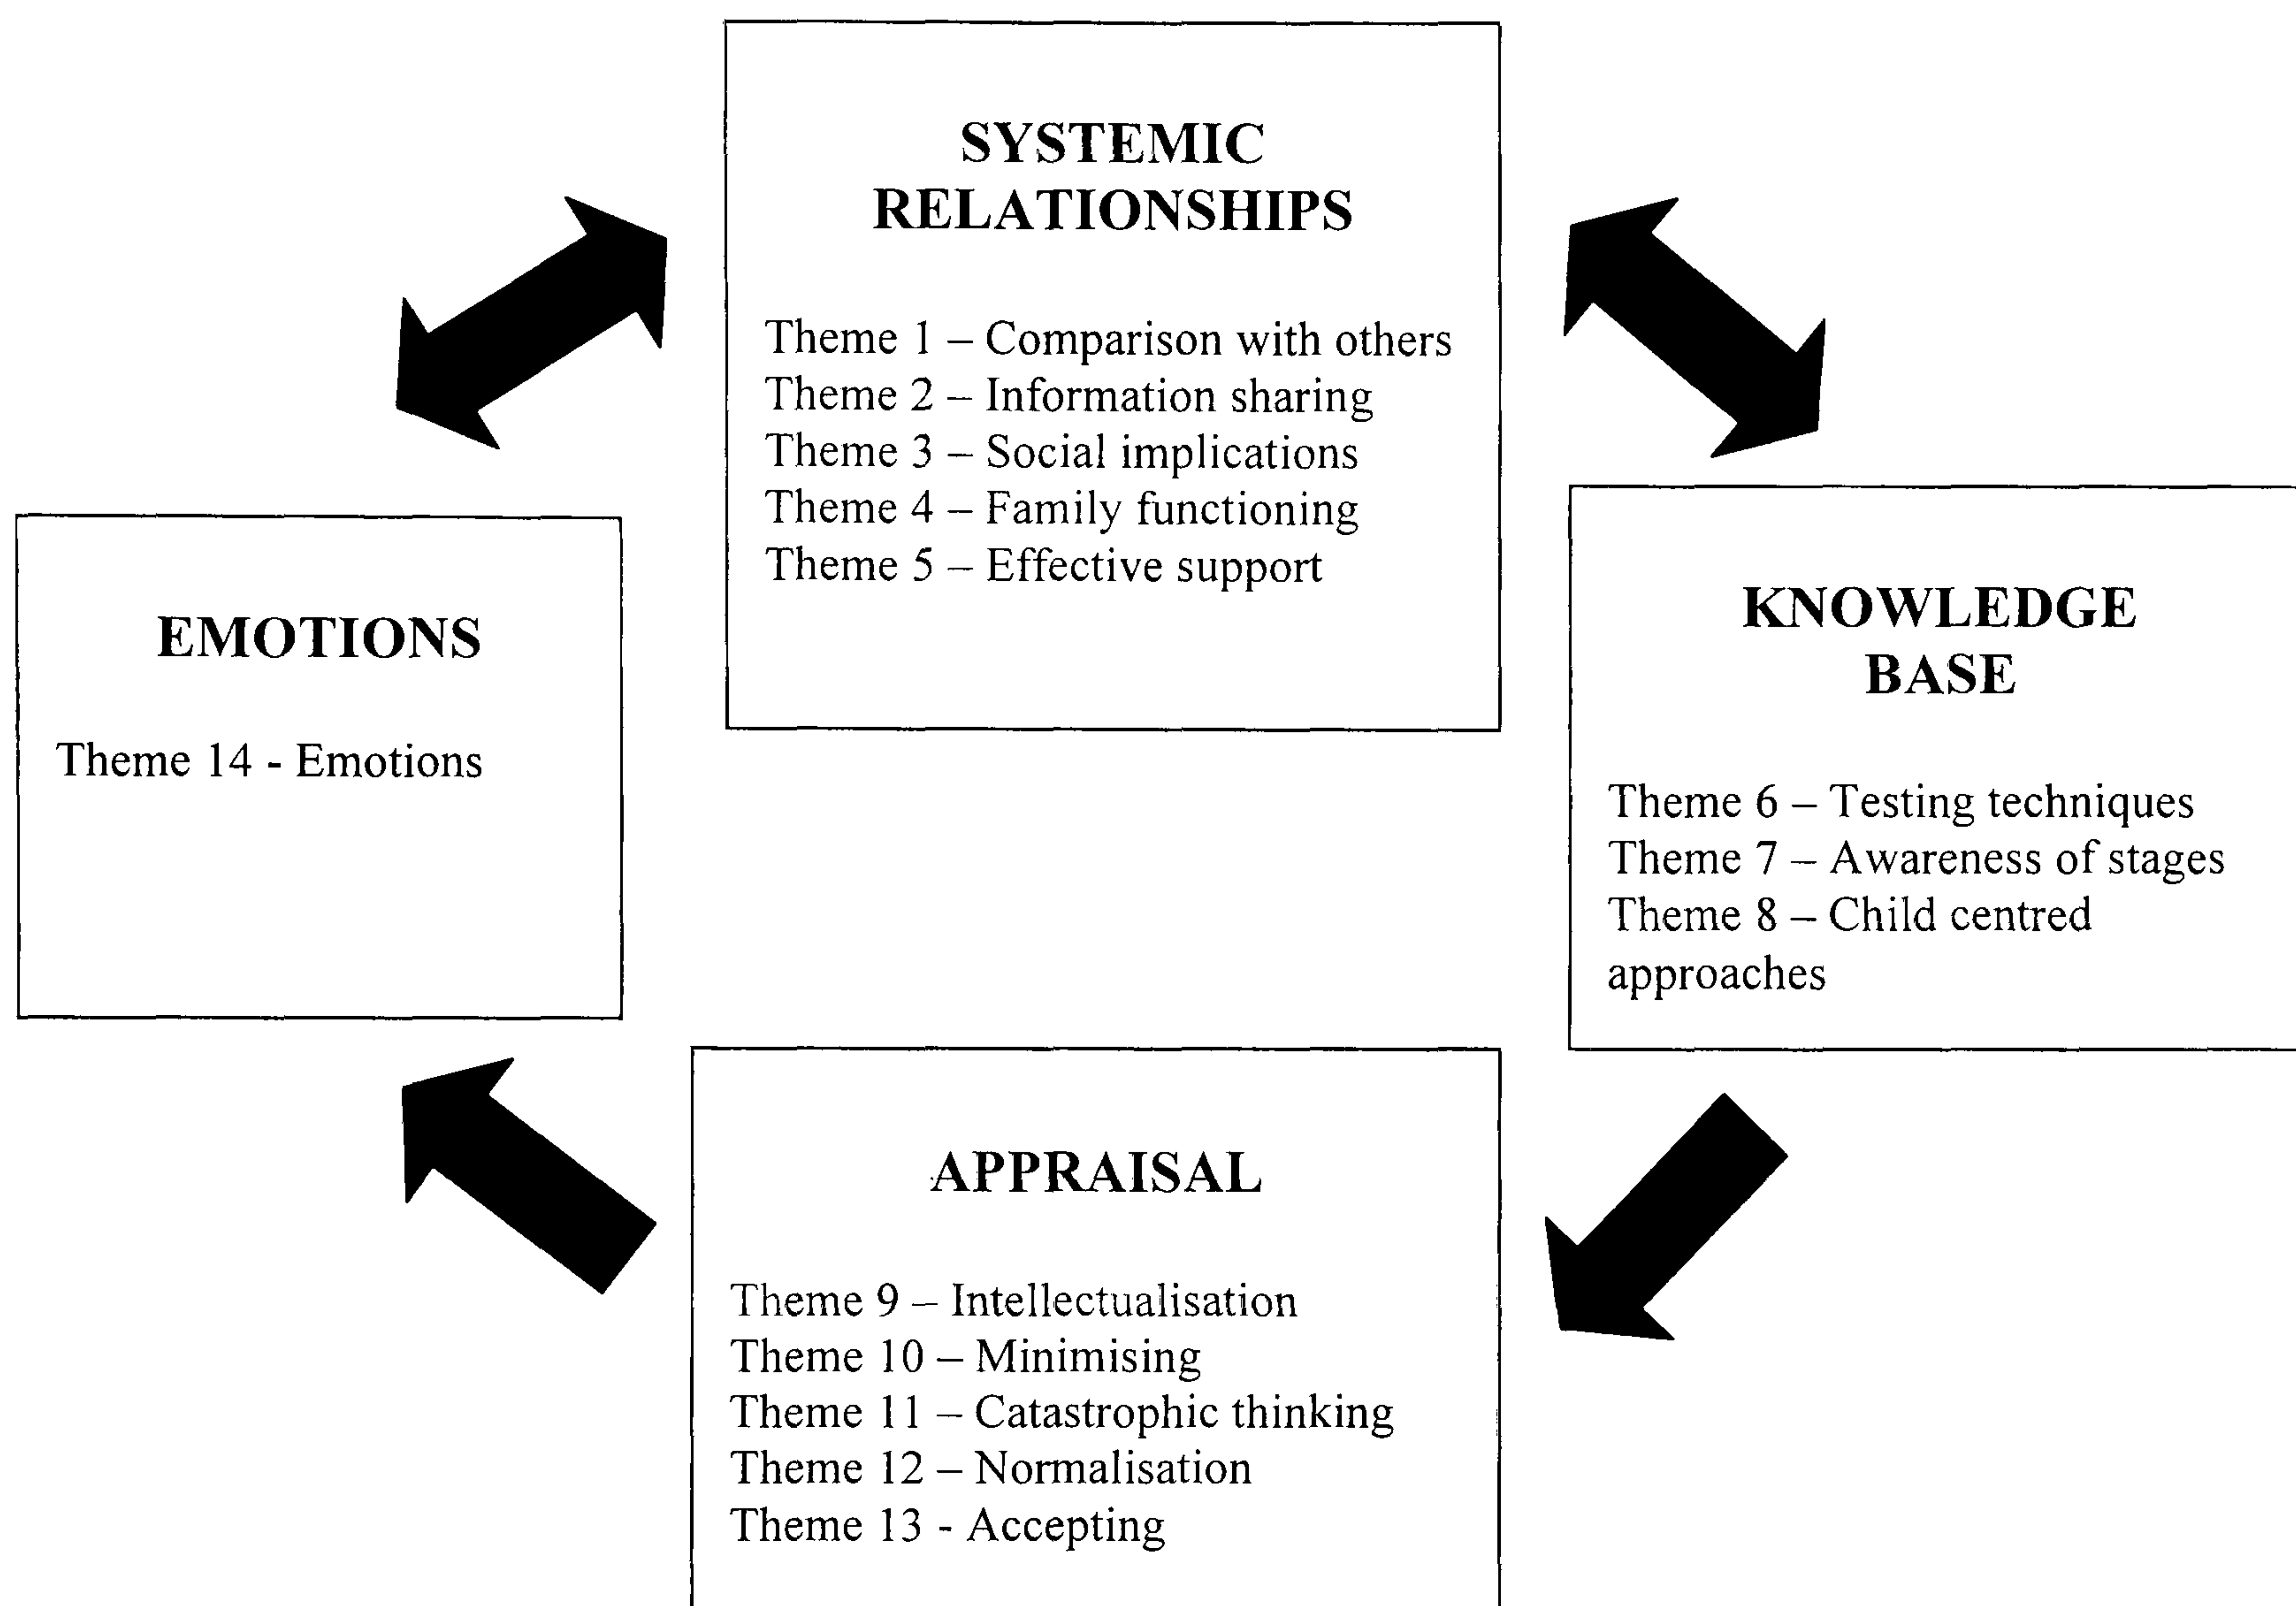 SYSTEMIC
RELATIONSHIPS
Theme 1 – Comparison with others
Theme 2 – Information sharing
Theme 3 – Social implications
Theme 4 – Family functioning
Theme 5 – Effective support
EMOTIONS
Theme 14 - Emotions
KNOWLEDGE
BASE
Theme 6 – Testing techniques
Theme 7 – Awareness of stages
Theme 8 – Child centred
approaches
APPRAISAL
Theme 9 – Intellectualisation
Theme 10 – Minimising
Theme 11 – Catastrophic thinking
Theme 12 – Normalisation
Theme 13 - Accepting